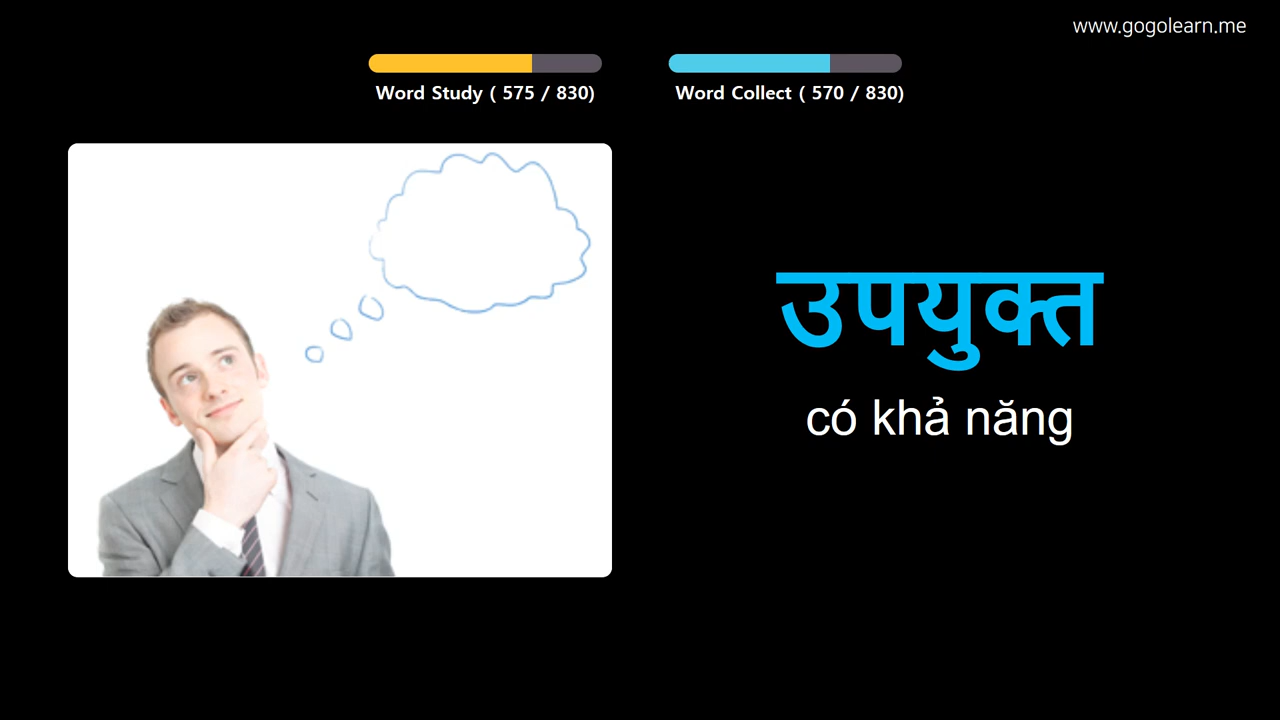 www.gogolearn.me
Word Study ( 575 / 830)
Word Collect ( 570 / 830)
उपयुक्त
có khả năng